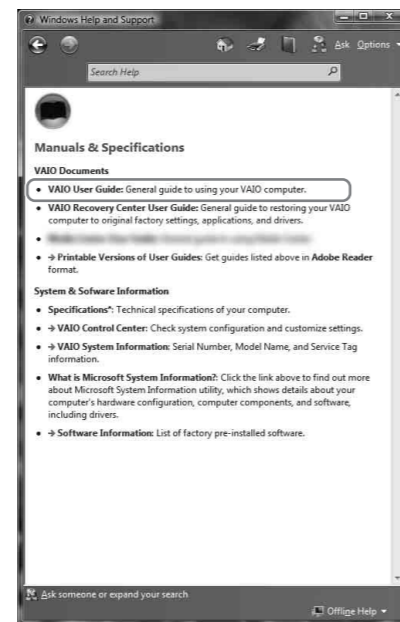 Windows Help and Support
Ask Options
Search Help
Manuals & Specifications
VAIO Documents
• VAIO User Guide: General guide to using your VAIO computer.
• VAIO Recovery Center User Guide: General guide to restoring your VAIO
computer to original factory settings, applications, and drivers.
• → Printable Versions of User Guides: Get guides listed above in Adobe Reader
format.
System & Sofware Information
• Specifications*: Technical specifications of your computer.
• → VAIO Control Center: Check system configuration and customize settings.
• → VAIO System Information: Serial Number, Model Name, and Service Tag
information.
• What is Microsoft System Information?: Click the link above to find out more
about Microsoft System Information utility, which shows details about your
computer's hardware configuration, computer components, and software,
including drivers.
• → Software Information: List of factory pre-installed software.
Ask someone or expand your search
Offline Help